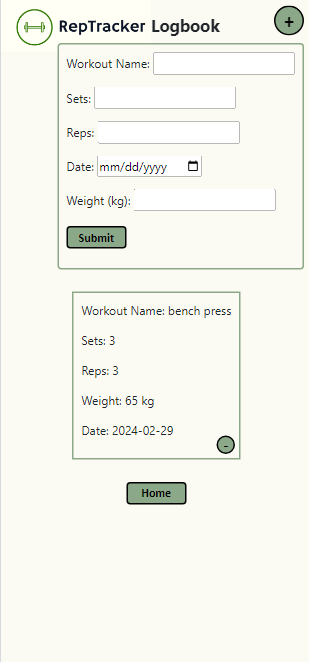 RepTracker Logbook
+
Workout Name:
Sets:
Reps:
Date: mm/dd/yyyy
Weight (kg):
Submit
Workout Name: bench press
Sets: 3
Reps: 3
Weight: 65 kg
Date: 2024-02-29
-
Home